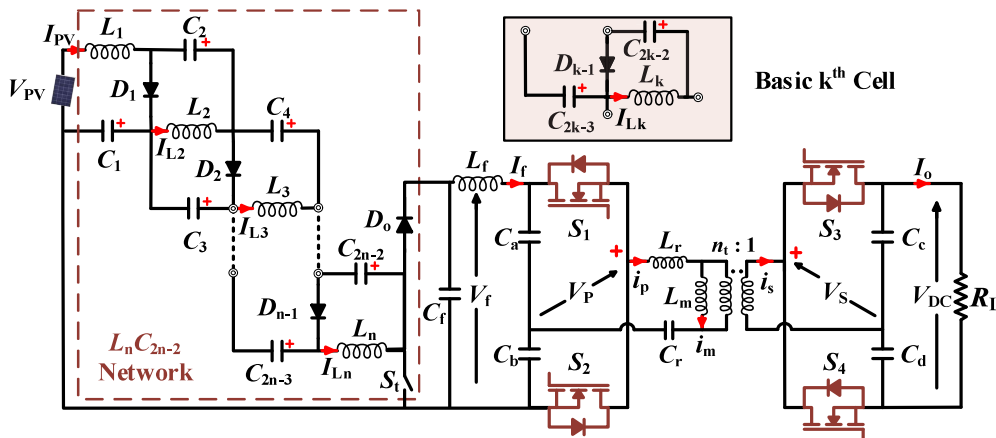 I_PV
L_1
C_2
V_PV
D_1
L_2
C_4
C_1
I_L2
D_2
L_3
C_3
I_L3
D_o
C_2n-2
D_n-1
L_n
C_2n-3
I_Ln
S_t
L_nC_2n-2
Network
D_k-1
C_2k-2
L_k
C_2k-3
I_Lk
Basic k^th Cell
L_f
I_f
C_f
V_f
C_a
C_b
S_1
S_2
V_P
i_p
L_r
L_m
i_m
C_r
n_t : 1
i_s
V_S
S_3
S_4
C_c
C_d
I_o
V_DC
R_L